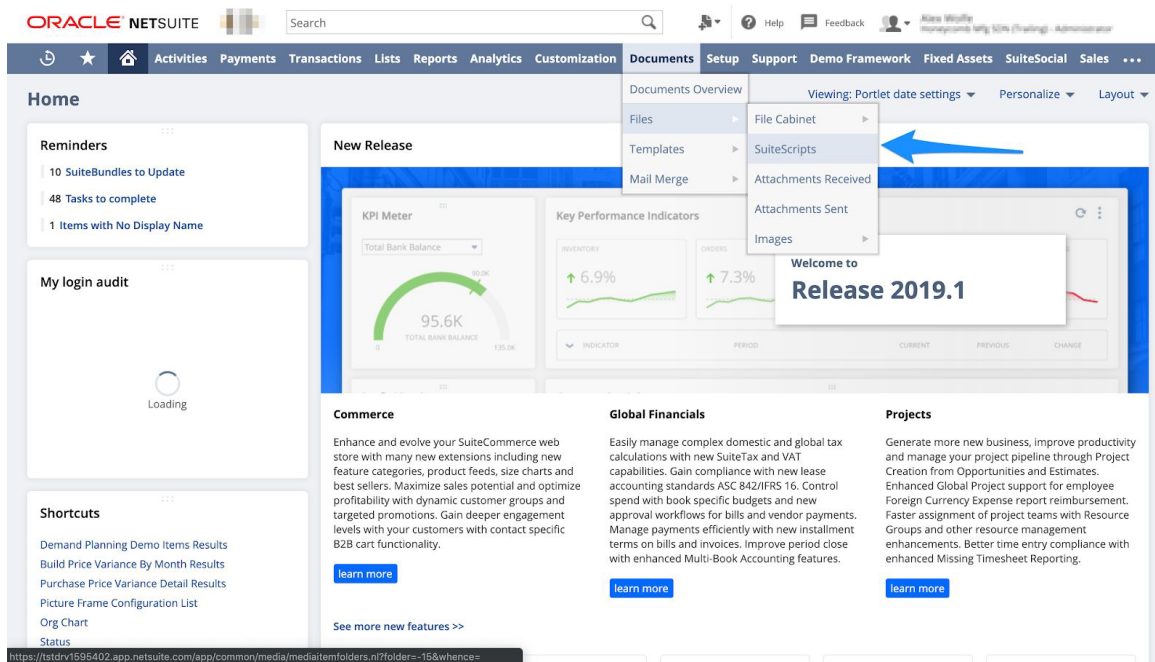 ORACLE NETSUITE
Search
Help
Feedback
Activities Payments Transactions Lists Reports Analytics Customization Documents Setup Support Demo Framework Fixed Assets SuiteSocial Sales
Home
Viewing: Portlet date settings
Personalize
Layout
Documents Overview
Files
Templates
Mail Merge
File Cabinet
SuiteScripts
Attachments Received
Attachments Sent
Images
Reminders
10 SuiteBundles to Update
48 Tasks to complete
1 Items with No Display Name
My login audit
Loading
Shortcuts
Demand Planning Demo Items Results
Build Price Variance By Month Results
Purchase Price Variance Detail Results
Picture Frame Configuration List
Org Chart
Status
New Release
KPI Meter
Total Bank Balance
90.0K
95.6K
TOTAL BANK BALANCE
0
135.0K
Key Performance Indicators
INVENTORY
6.9%
ORDERS
7.3%
INDICATOR
PERIOD
CURRENT
PREVIOUS
CHANGE
Welcome to
Release 2019.1
Commerce
Enhance and evolve your SuiteCommerce web
store with many new extensions including new
feature categories, product feeds, size charts and
best sellers. Maximize sales potential and optimize
profitability with dynamic customer groups and
targeted promotions. Gain deeper engagement
levels with your customers with contact specific
B2B cart functionality.
learn more
Global Financials
Easily manage complex domestic and global tax
calculations with new SuiteTax and VAT
capabilities. Gain compliance with new lease
accounting standards ASC 842/IFRS 16. Control
spend with book specific budgets and new
approval workflows for bills and vendor payments.
Manage payments efficiently with new installment
terms on bills and invoices. Improve period close
with enhanced Multi-Book Accounting features.
learn more
Projects
Generate more new business, improve productivity
and manage your project pipeline through Project
Creation from Opportunities and Estimates.
Enhanced Global Project support for employee
Foreign Currency Expense report reimbursement.
Faster assignment of project teams with Resource
Groups and other resource management
enhancements. Better time entry compliance with
enhanced Missing Timesheet Reporting.
learn more
See more new features >>
https://tstdrv1595402.app.netsuite.com/app/common/media/mediaitemfolders.nl?folder=-15&whence=